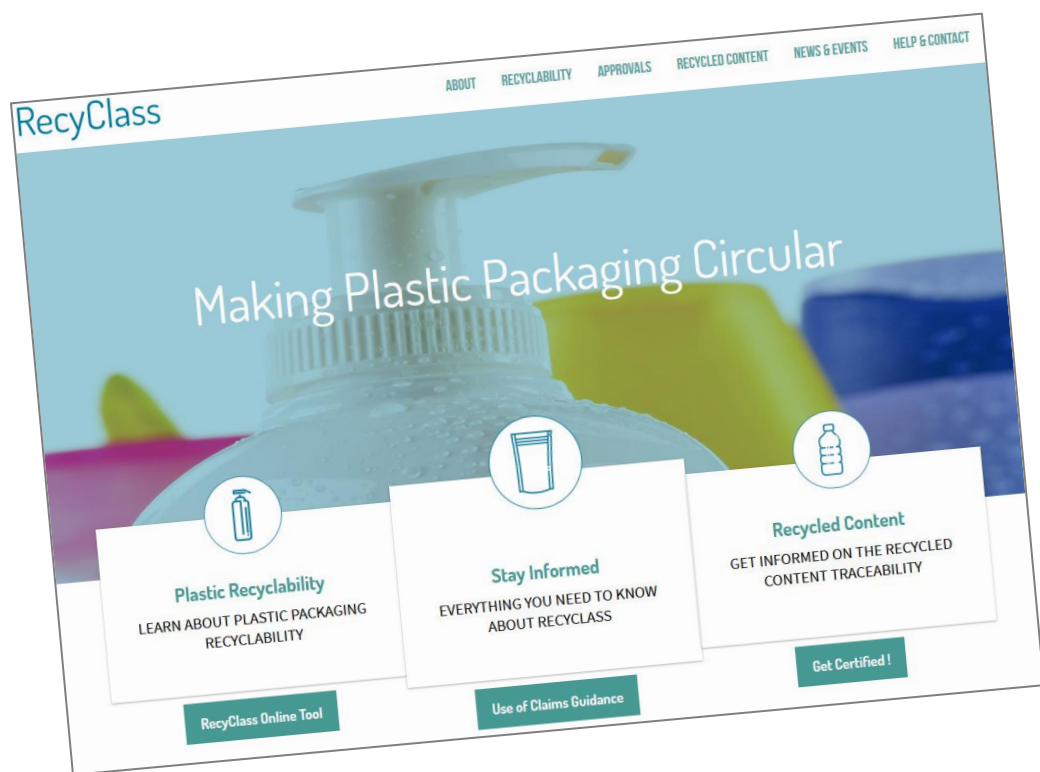 RecyClass
ABOUT
RECYCLABILITY
APPROVALS
RECYCLED CONTENT
NEWS & EVENTS
HELP & CONTACT
Making Plastic Packaging Circular
Plastic Recyclability
LEARN ABOUT PLASTIC PACKAGING
RECYCLABILITY
RecyClass Online Tool
Stay Informed
EVERYTHING YOU NEED TO KNOW
ABOUT RECYCLASS
Use of Claims Guidance
Recycled Content
GET INFORMED ON THE RECYCLED
CONTENT TRACEABILITY
Get Certified !